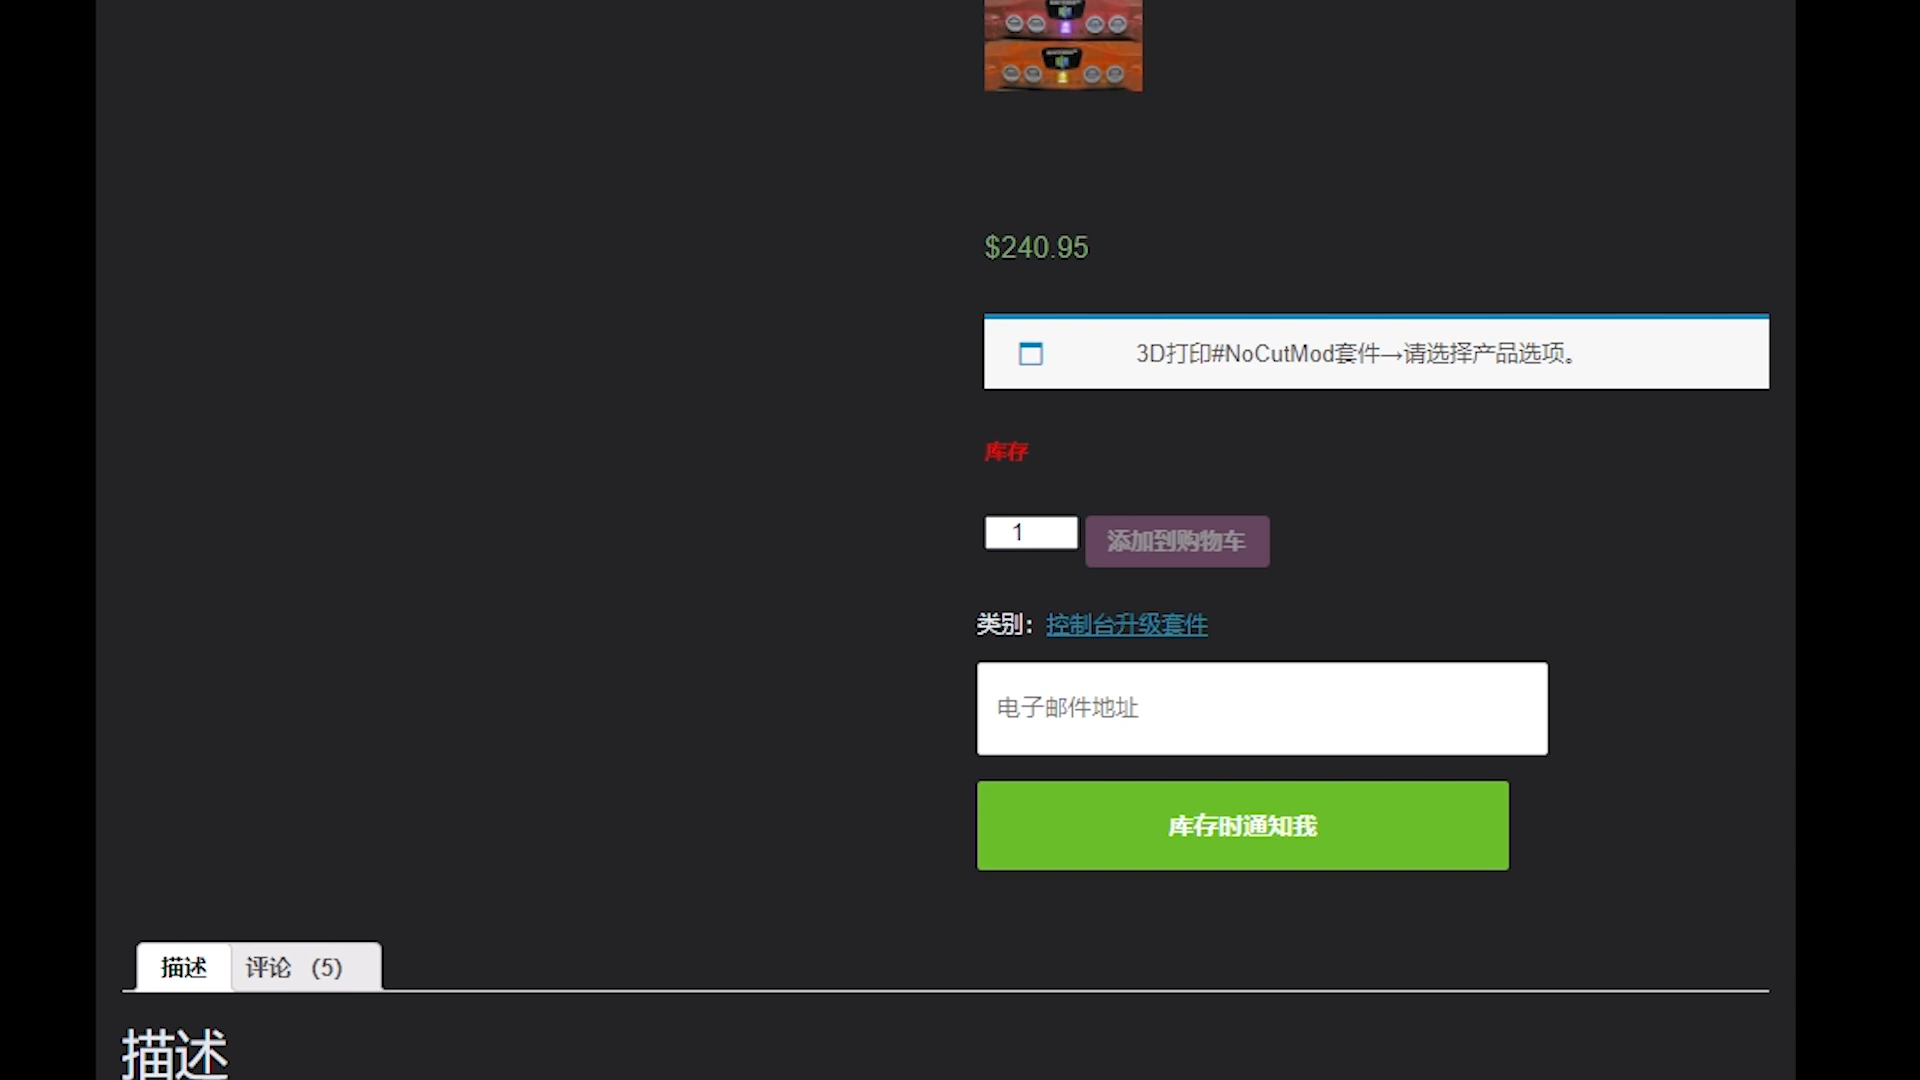 $240.95
3D打印#NoCutMod套件→请选择产品选项。
库存
1
添加到购物车
类别：控制台升级套件
电子邮件地址
库存时通知我
描述
评论 (5)
描述